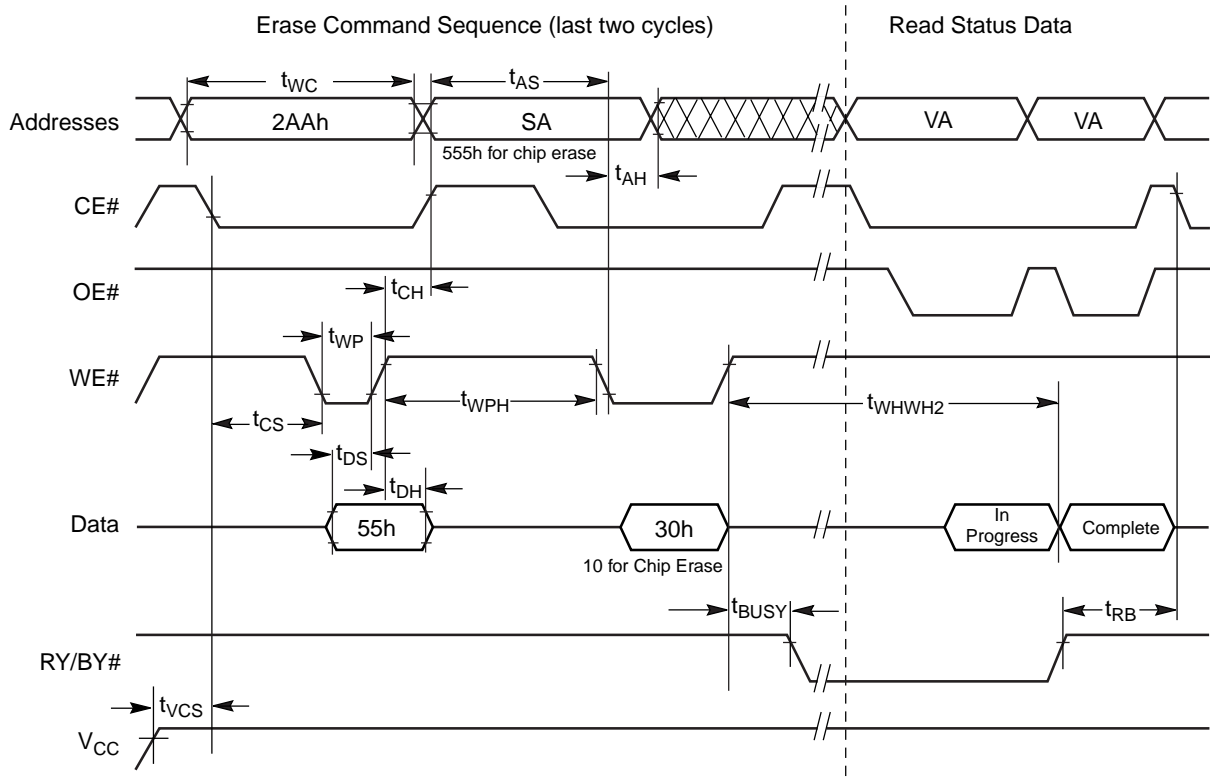 Erase Command Sequence (last two cycles)
Read Status Data
tWC
tAS
Addresses
2AAh
SA
VA
VA
555h for chip erase
tAH
CE#
OE#
tCH
tWP
WE#
tWPH
tWHWH2
tCS
tDS
tDH
Data
55h
30h
In
Progress
Complete
10 for Chip Erase
tBUSY
tRB
RY/BY#
tVCS
VCC